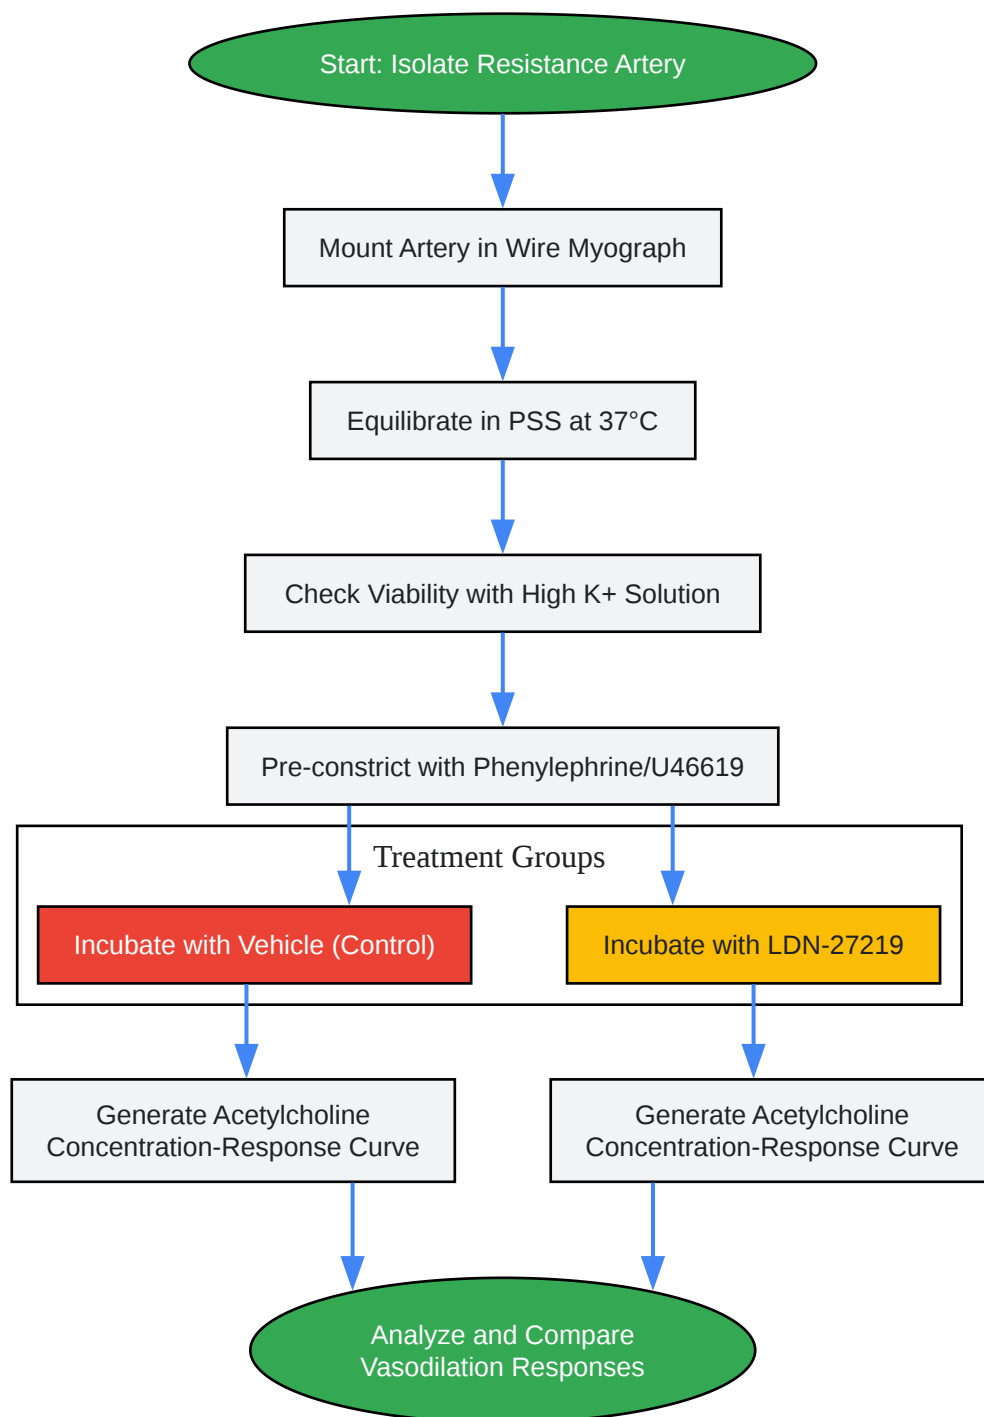 Start: Isolate Resistance Artery
Mount Artery in Wire Myograph
Equilibrate in PSS at 37°C
Check Viability with High K+ Solution
Pre-constrict with Phenylephrine/U46619
Treatment Groups
Incubate with Vehicle (Control)
Incubate with LDN-27219
Generate Acetylcholine
Concentration-Response Curve
Generate Acetylcholine
Concentration-Response Curve
Analyze and Compare
Vasodilation Responses